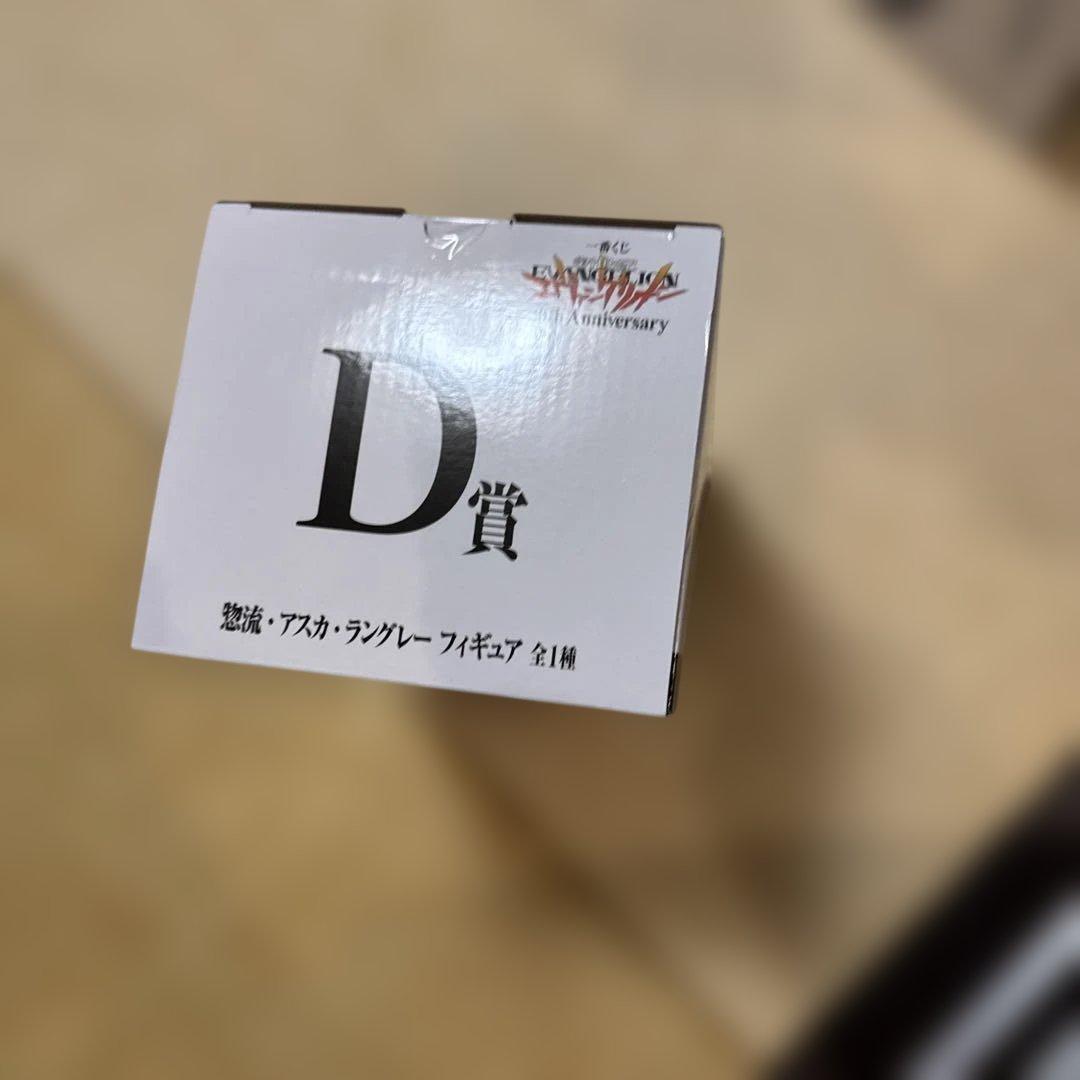 一番くじ
EVANGELION
エヴァンゲリオン
Anniversary
D賞
惣流・アスカ・ラングレー フィギュア 全1種